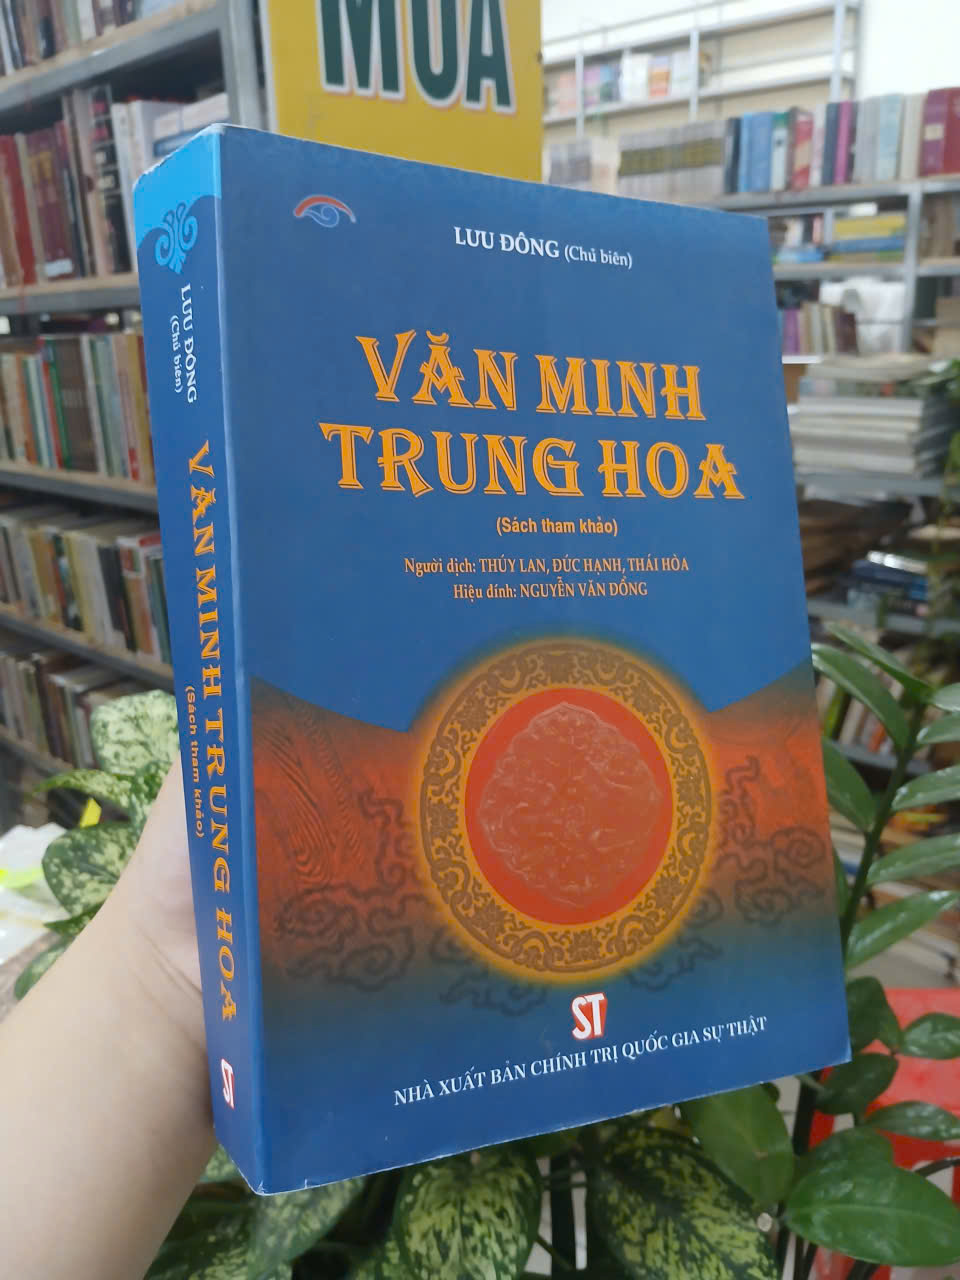 MUA
LƯU ĐÔNG (Chủ biên)
VĂN MINH
TRUNG HOA
(Sách tham khảo)
Người dịch: THÚY LAN, ĐỨC HẠNH, THÁI HÒA
Hiệu đính: NGUYỄN VĂN DỒNG
ST
NHÀ XUẤT BẢN CHÍNH TRỊ QUỐC GIA SỰ THẬT
LƯU ĐÔNG
(Chủ biên)
VĂN MINH TRUNG HOA
(Sách tham khảo)
ST